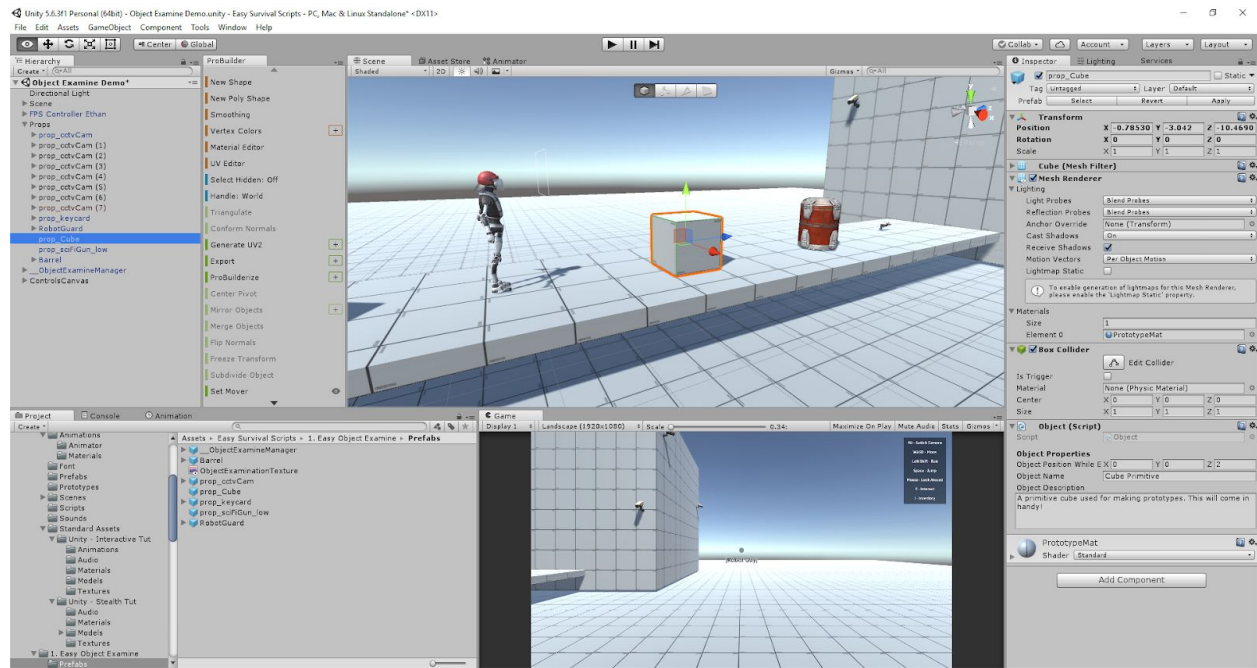 Unity 5.6.3f1 Personal (64bit) - Object Examine Demo.unity - Easy Survival Scripts - PC, Mac & Linux Standalone* <DX11>
File Edit Assets GameObject Component Tools Window Help
Center Global
Collab Account Layers Layout
Hierarchy
Create All
Object Examine Demo*
Directional Light
Scene
FPS Controller Ethan
Props
prop_cctvCam
prop_cctvCam (1)
prop_cctvCam (2)
prop_cctvCam (3)
prop_cctvCam (4)
prop_cctvCam (5)
prop_cctvCam (6)
prop_cctvCam (7)
prop_keycard
RobotGuard
prop_Cube
prop_sciFiGun_low
Barrel
__ObjectExamineManager
ControlsCanvas
ProBuilder
New Shape
New Poly Shape
Smoothing
Vertex Colors +
Material Editor
UV Editor
Select Hidden: Off
Handle: World
Triangulate
Conform Normals
Generate UV2 +
Export +
ProBuilderize +
Center Pivot
Mirror Objects +
Merge Objects
Flip Normals
Freeze Transform
Subdivide Object
Set Mover
Scene Asset Store Animator
Shaded 2D Gizmos All
Inspector Lighting Services
prop_Cube Static
Tag Untagged Layer Default
Prefab Select Revert Apply
Transform
Position X -0.78530 Y -3.042 Z -10.4690
Rotation X 0 Y 0 Z 0
Scale X 1 Y 1 Z 1
Cube (Mesh Filter)
Mesh Renderer
Lighting
Light Probes Blend Probes
Reflection Probes Blend Probes
Anchor Override None (Transform)
Cast Shadows On
Receive Shadows
Motion Vectors Per Object Motion
Lightmap Static
To enable generation of lightmaps for this Mesh Renderer,
please enable the 'Lightmap Static' property.
Materials
Size 1
Element 0 PrototypeMat
Box Collider
Edit Collider
Is Trigger
Material None (Physic Material)
Center X 0 Y 0 Z 0
Size X 1 Y 1 Z 1
Object (Script)
Script Object
Object Properties
Object Position While E X 0 Y 0 Z 2
Object Name Cube Primitive
Object Description
A primitive cube used for making prototypes. This will come in
handy!
PrototypeMat
Shader Standard
Add Component
Project Console Animation
Create
Animations
Animator
Materials
Font
Prefabs
Prototypes
Scenes
Scripts
Sounds
Standard Assets
Unity - Interactive Tut
Animations
Audio
Materials
Models
Textures
Unity - Stealth Tut
Audio
Materials
Models
Textures
1. Easy Object Examine
Prefabs
Assets Easy Survival Scripts 1. Easy Object Examine Prefabs
__ObjectExamineManager
Barrel
ObjectExaminationTexture
prop_cctvCam
prop_Cube
prop_keycard
prop_sciFiGun_low
RobotGuard
Game
Display 1 Landscape (1920x1080) Scale 0.34: Maximize On Play Mute Audio Stats Gizmos
Switch Camera
WASD - Move
Space - Jump
Mouse - Look Around
Interact
Inventory